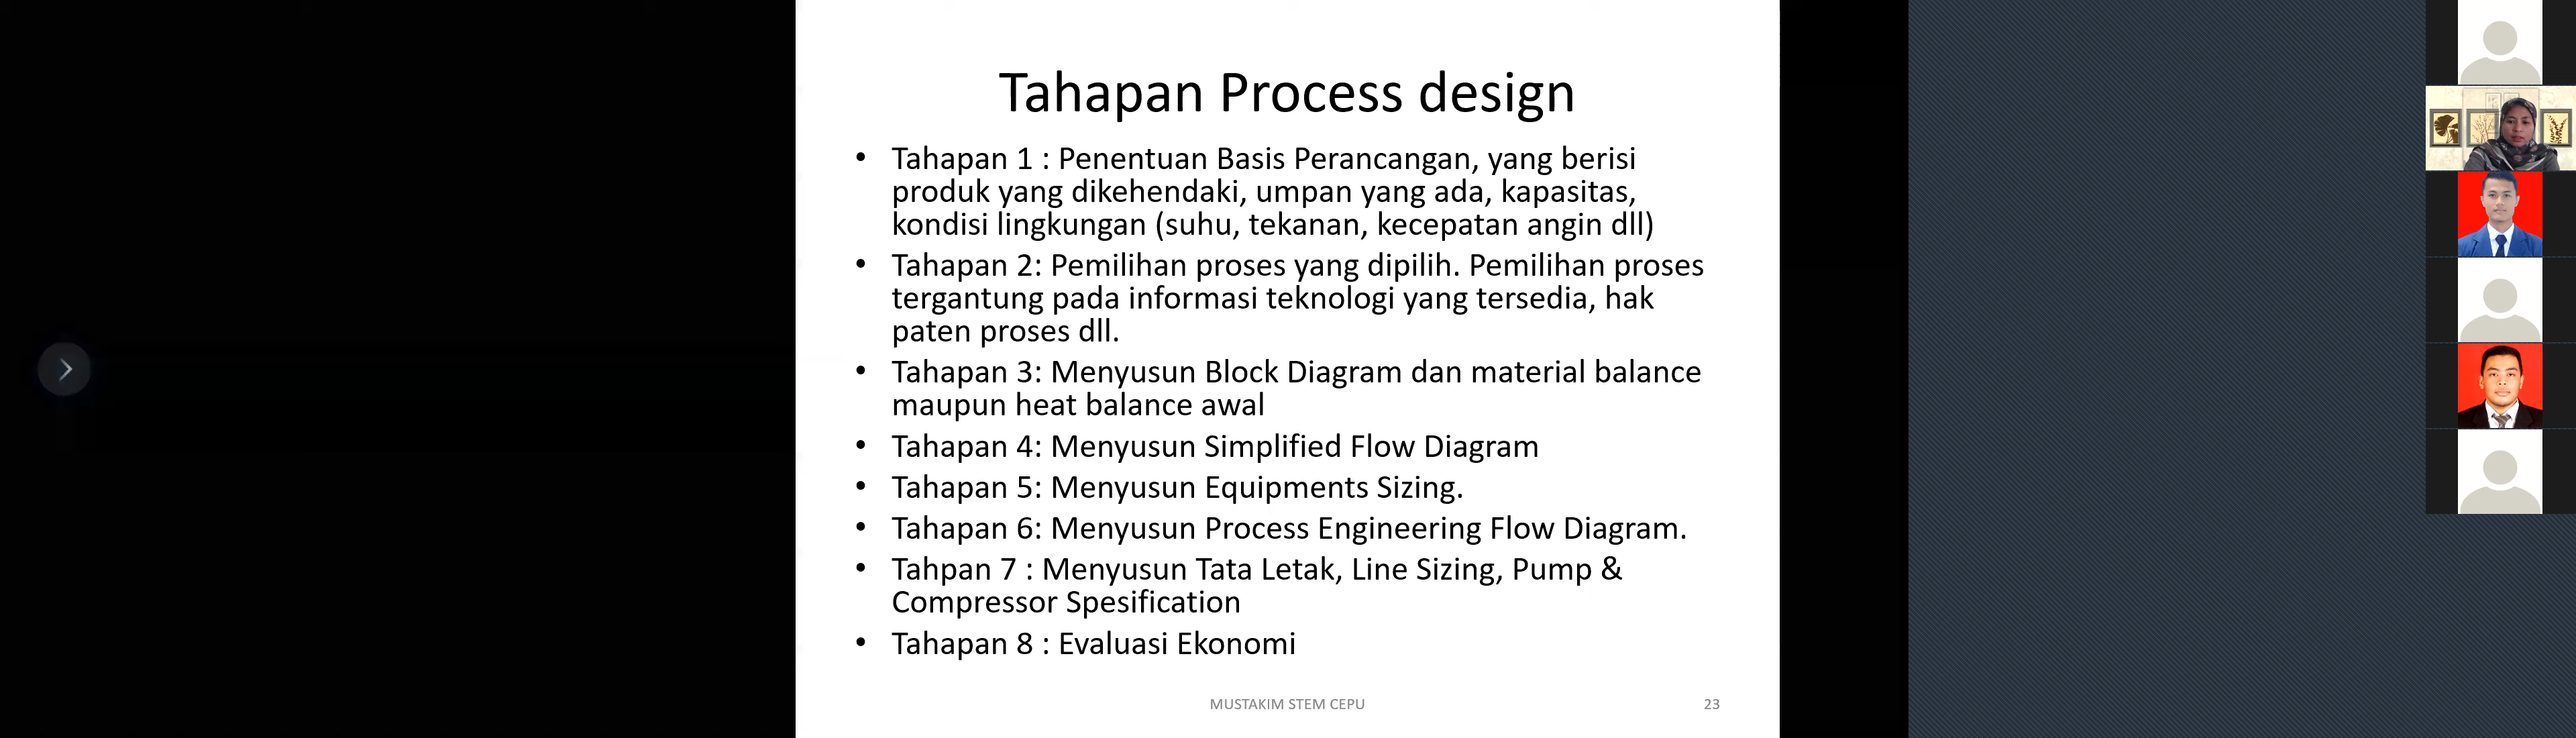 Tahapan Process design
• Tahapan 1 : Penentuan Basis Perancangan, yang berisi
produk yang dikehendaki, umpan yang ada, kapasitas,
kondisi lingkungan (suhu, tekanan, kecepatan angin dll)
• Tahapan 2: Pemilihan proses yang dipilih. Pemilihan proses
tergantung pada informasi teknologi yang tersedia, hak
paten proses dll.
• Tahapan 3: Menyusun Block Diagram dan material balance
maupun heat balance awal
• Tahapan 4: Menyusun Simplified Flow Diagram
• Tahapan 5: Menyusun Equipments Sizing.
• Tahapan 6: Menyusun Process Engineering Flow Diagram.
• Tahpan 7 : Menyusun Tata Letak, Line Sizing, Pump &
Compressor Spesification
• Tahapan 8 : Evaluasi Ekonomi
MUSTAKIM STEM CEPU
23